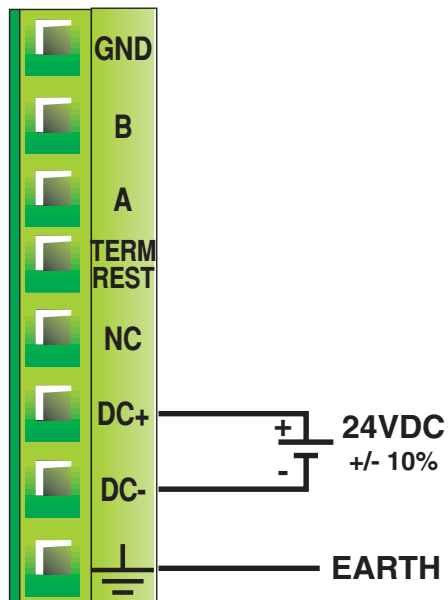 GND
B
A
TERM
REST
NC
DC+
DC-
+
-
24VDC
+/- 10%
EARTH